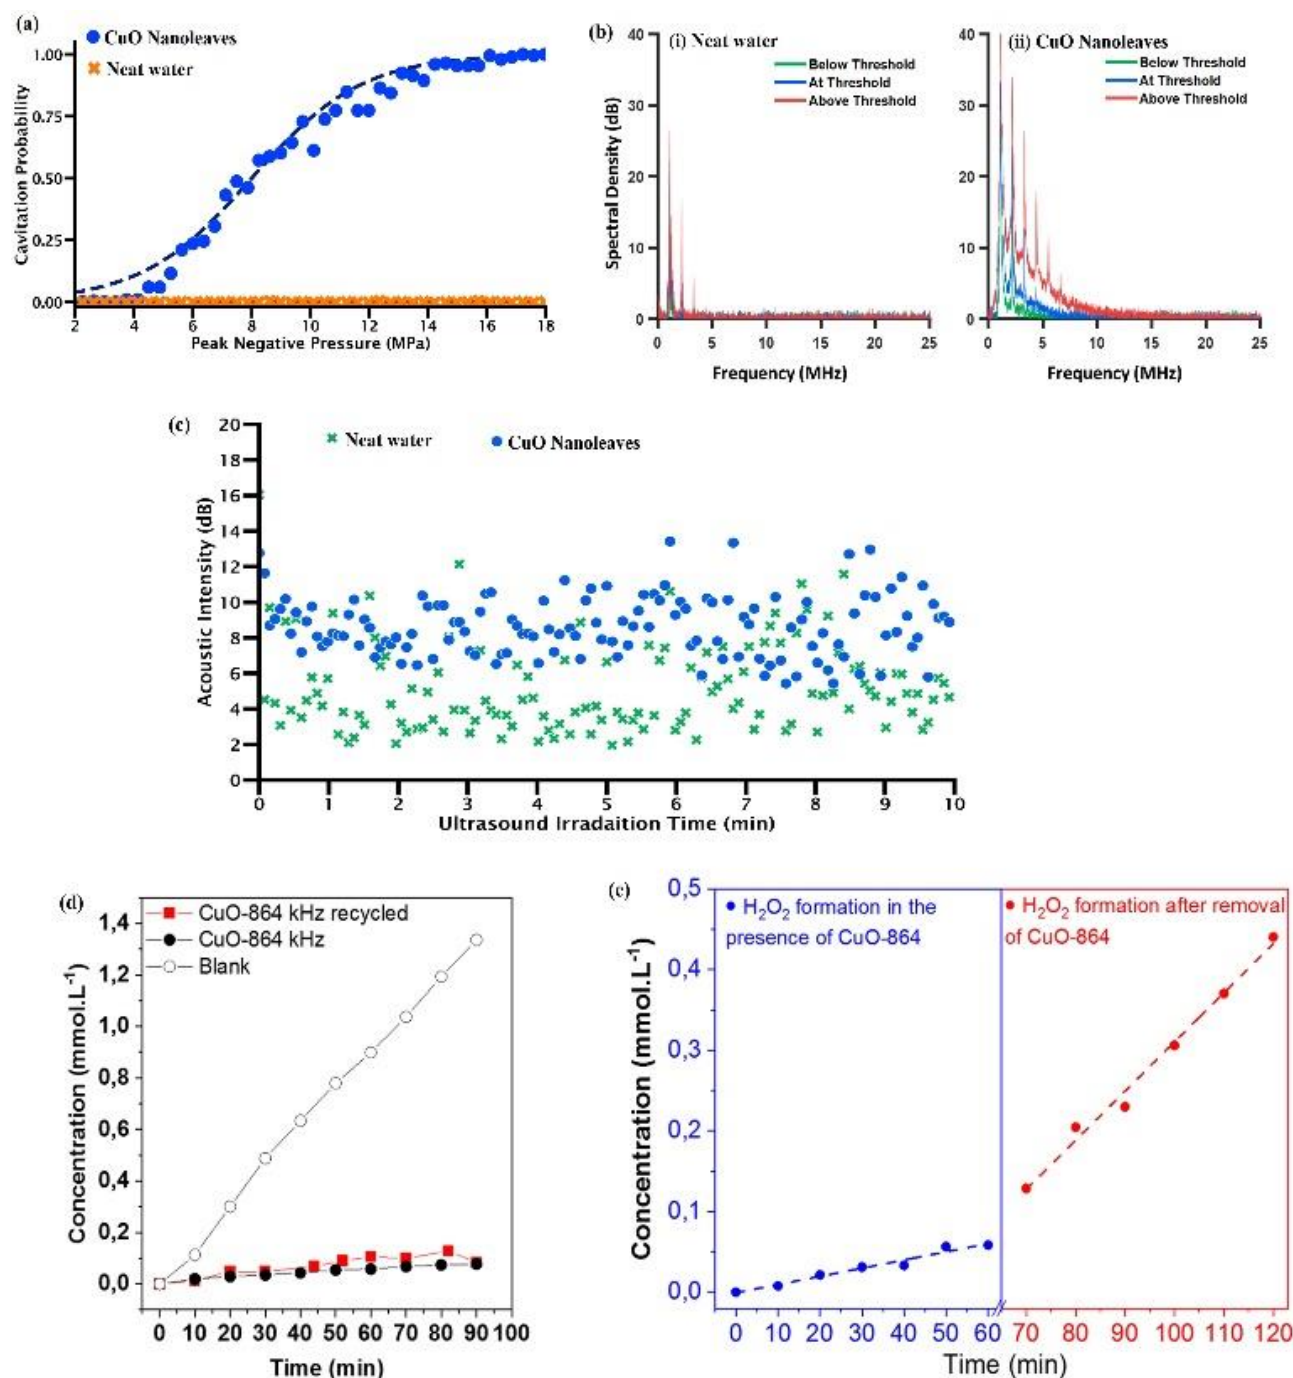 (a)
CuO Nanoleaves
Neat water
1.00
0.75
0.50
0.25
0.00
Cavitation Probability
2 4 6 8 10 12 14 16 18
Peak Negative Pressure (MPa)
(b)
(i) Neat water
Below Threshold
At Threshold
Above Threshold
40
30
20
10
0
Spectral Density (dB)
0 5 10 15 20 25
Frequency (MHz)
(ii) CuO Nanoleaves
Below Threshold
At Threshold
Above Threshold
40
30
20
10
0
0 5 10 15 20 25
Frequency (MHz)
(c)
Neat water
CuO Nanoleaves
20
18
16
14
12
10
8
6
4
2
0
Acoustic Intensity (dB)
0 1 2 3 4 5 6 7 8 9 10
Ultrasound Irradaition Time (min)
(d)
CuO-864 kHz recycled
CuO-864 kHz
Blank
1,4
1,2
1,0
0,8
0,6
0,4
0,2
0,0
Concentration (mmol.L⁻¹)
0 10 20 30 40 50 60 70 80 90 100
Time (min)
(e)
H₂O₂ formation in the
presence of CuO-864
H₂O₂ formation after removal
of CuO-864
0,5
0,4
0,3
0,2
0,1
0,0
Concentration (mmol.L⁻¹)
0 10 20 30 40 50 60 70 80 90 100 110 120
Time (min)